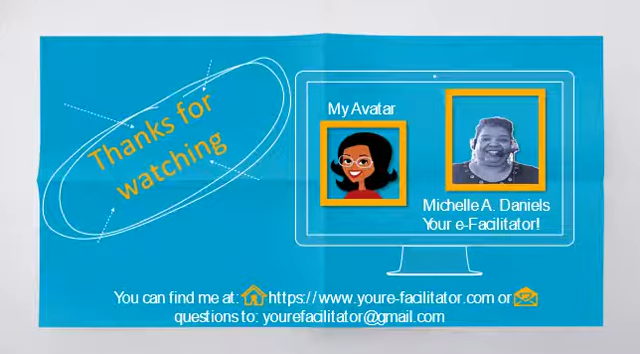 Thanks for
watching
My Avatar
Michelle A. Daniels
Your e-Facilitator!
You can find me at: https://www.youre-facilitator.com or
questions to: yourefacilitator@gmail.com